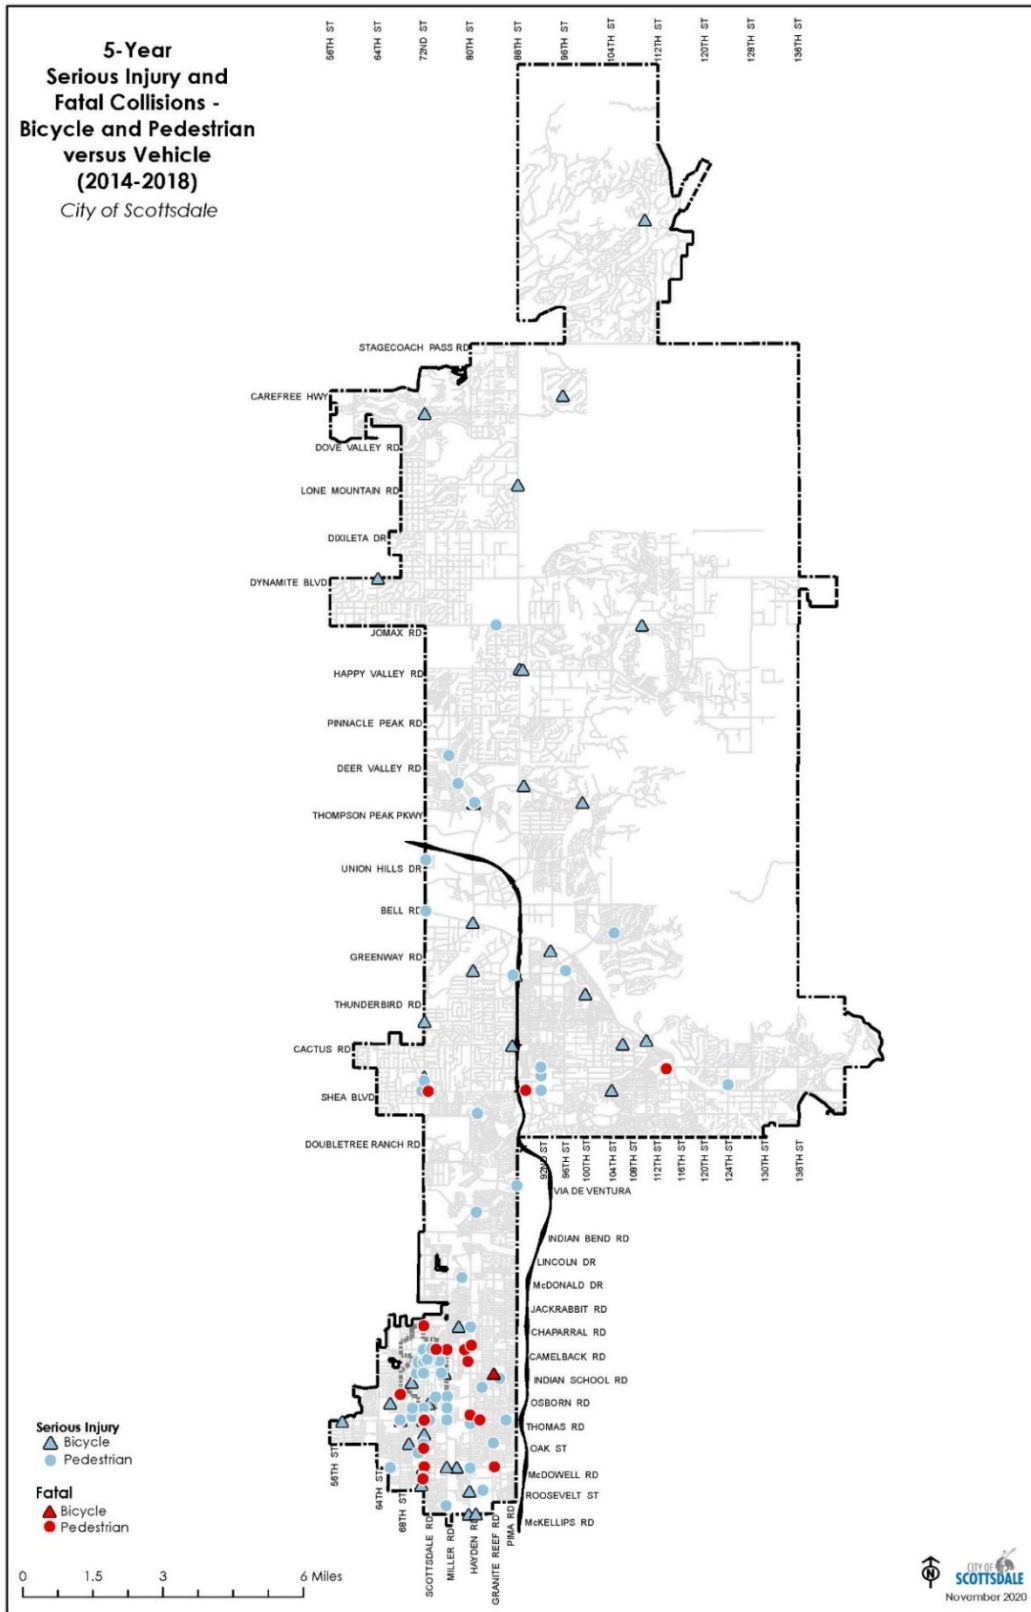 5-Year
Serious Injury and
Fatal Collisions -
Bicycle and Pedestrian
versus Vehicle
(2014-2018)
City of Scottsdale
56TH ST
64TH ST
72ND ST
80TH ST
88TH ST
96TH ST
104TH ST
112TH ST
120TH ST
128TH ST
136TH ST
STAGECOACH PASS RD
CAREFREE HWY
DOVE VALLEY RD
LONE MOUNTAIN RD
DIXILETA DR
DYNAMITE BLVD
JOMAX RD
HAPPY VALLEY RD
PINNACLE PEAK RD
DEER VALLEY RD
THOMPSON PEAK PKWY
UNION HILLS DR
BELL RD
GREENWAY RD
THUNDERBIRD RD
CACTUS RD
SHEA BLVD
DOUBLETREE RANCH RD
92ND ST
96TH ST
100TH ST
104TH ST
108TH ST
112TH ST
116TH ST
120TH ST
124TH ST
130TH ST
136TH ST
VIA DE VENTURA
INDIAN BEND RD
LINCOLN DR
McDONALD DR
JACKRABBIT RD
CHAPARRAL RD
CAMELBACK RD
INDIAN SCHOOL RD
OSBORN RD
THOMAS RD
OAK ST
McDOWELL RD
ROOSEVELT ST
McKELLIPS RD
56TH ST
64TH ST
68TH ST
SCOTTSDALE RD
MILLER RD
HAYDEN RD
GRANITE REEF RD
PIMA RD
Serious Injury
Bicycle
Pedestrian
Fatal
Bicycle
Pedestrian
0 1.5 3 6 Miles
N
CITY OF
SCOTTSDALE
November 2020